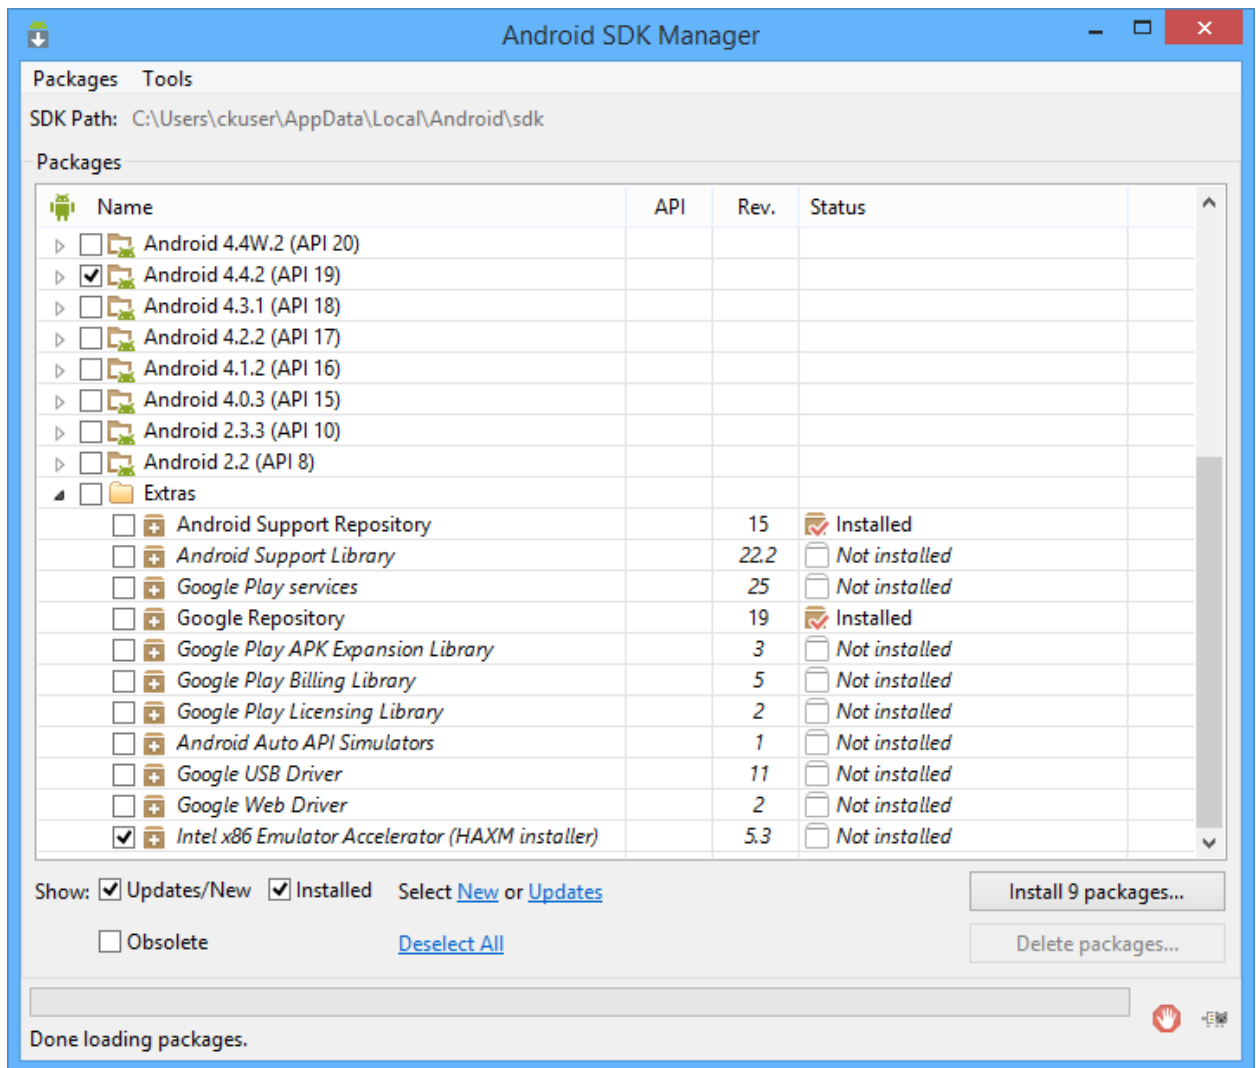 Android SDK Manager
Packages Tools
SDK Path: C:\Users\ckuser\AppData\Local\Android\sdk
Packages
Name API Rev. Status
Android 4.4W.2 (API 20)
Android 4.4.2 (API 19)
Android 4.3.1 (API 18)
Android 4.2.2 (API 17)
Android 4.1.2 (API 16)
Android 4.0.3 (API 15)
Android 2.3.3 (API 10)
Android 2.2 (API 8)
Extras
Android Support Repository 15 Installed
Android Support Library 22.2 Not installed
Google Play services 25 Not installed
Google Repository 19 Installed
Google Play APK Expansion Library 3 Not installed
Google Play Billing Library 5 Not installed
Google Play Licensing Library 2 Not installed
Android Auto API Simulators 1 Not installed
Google USB Driver 11 Not installed
Google Web Driver 2 Not installed
Intel x86 Emulator Accelerator (HAXM installer) 5.3 Not installed
Show: Updates/New Installed Select New or Updates Install 9 packages...
Obsolete Deselect All Delete packages...
Done loading packages.